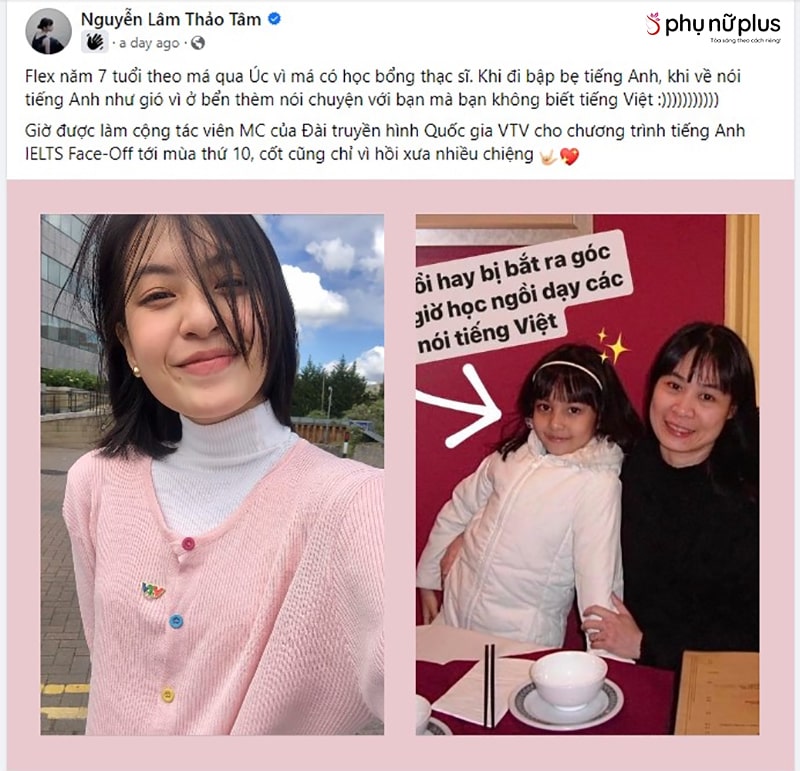 Nguyễn Lâm Thảo Tâm
a day ago
phụ nữ plus
Tỏa sáng theo cách riêng!
Flex năm 7 tuổi theo má qua Úc vì má có học bổng thạc sĩ. Khi đi bập bẹ tiếng Anh, khi về nói
tiếng Anh như gió vì ở bển thèm nói chuyện với bạn mà bạn không biết tiếng Việt :)))))))))))
Giờ được làm cộng tác viên MC của Đài truyền hình Quốc gia VTV cho chương trình tiếng Anh
IELTS Face-Off tới mùa thứ 10, cốt cũng chỉ vì hồi xưa nhiều chiệng 🤟🏻💖
VTV
ồi hay bị bắt ra góc
giờ học ngồi dạy các
nói tiếng Việt